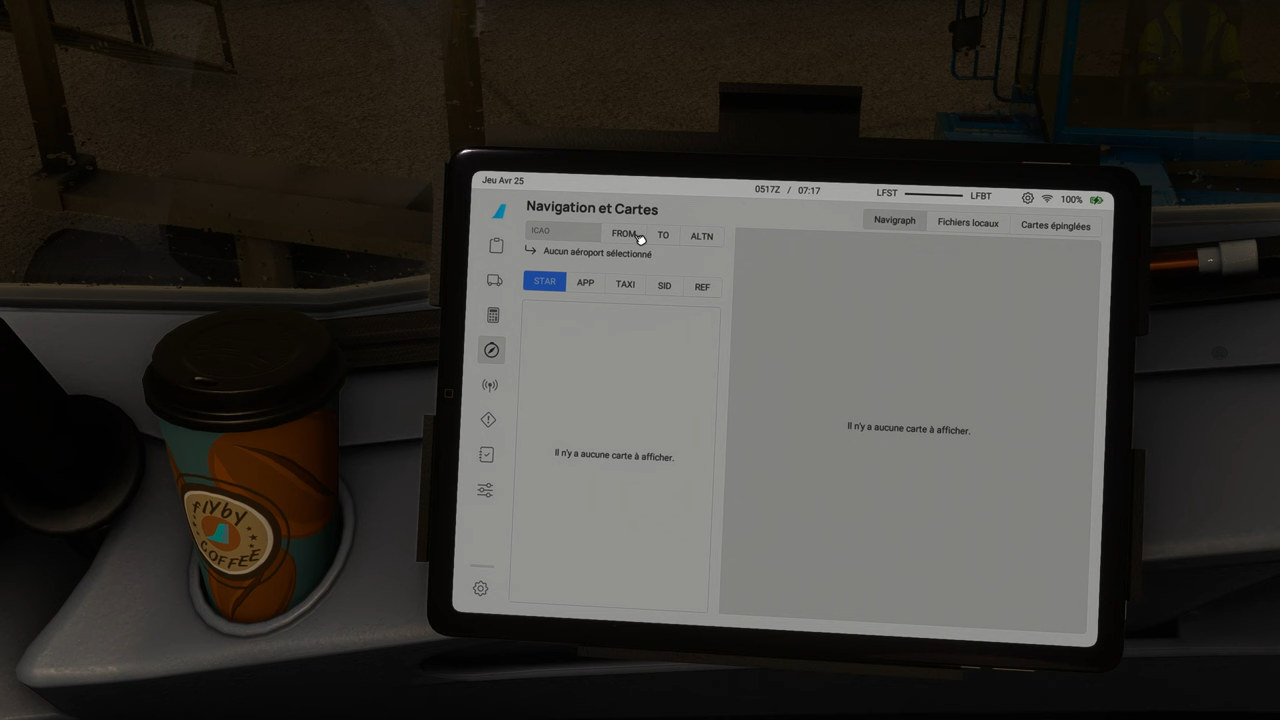 Jeu Avr 25
0517Z / 07:17
LFST LFBT
100%
Navigation et Cartes
Navigraph Fichiers locaux Cartes épinglées
ICAO FROM TO ALTN
Aucun aéroport sélectionné
STAR APP TAXI SID REF
Il n'y a aucune carte à afficher.
Il n'y a aucune carte à afficher.
flyby
COFFEE